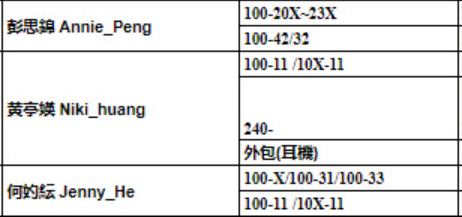 彭思錦 Annie_Peng
100-20X~23X
100-42/32
黃亭媖 Niki_huang
100-11 /10X-11
240-
外包(耳機)
何妁紜 Jenny_He
100-X/100-31/100-33
100-11 /10X-11